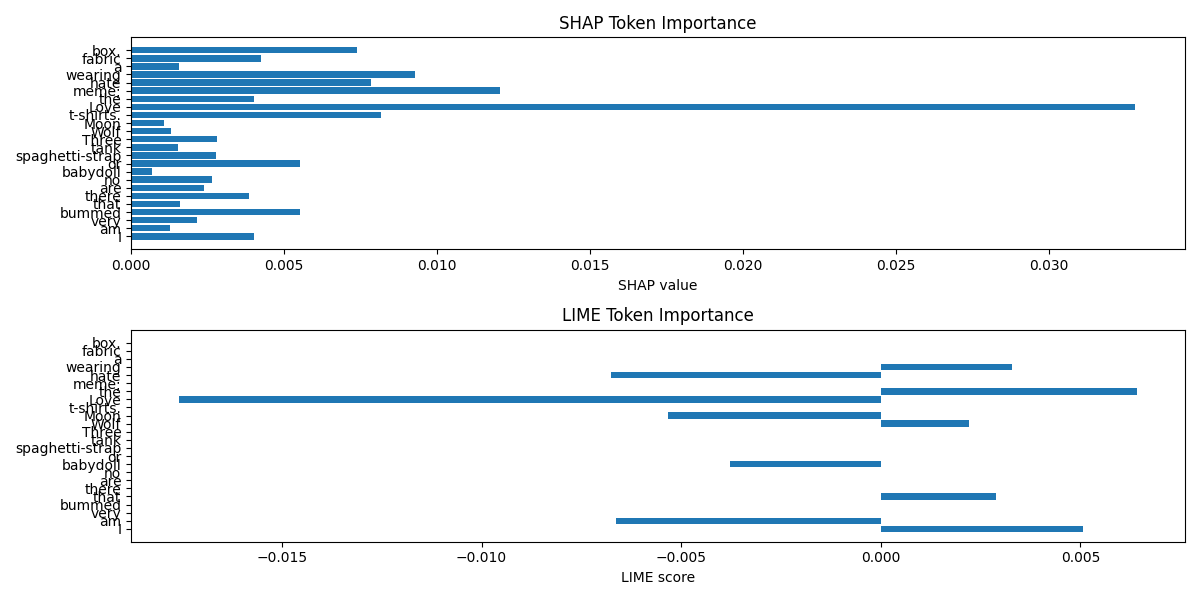 SHAP Token Importance
box.
fabric
a
wearing
hate
meme.
the
Love
t-shirts.
Moon
Wolf
Three
tank
spaghetti-strap
or
babydoll
no
are
there
that
bummed
very
am
I
0.000 0.005 0.010 0.015 0.020 0.025 0.030
SHAP value
LIME Token Importance
box.
fabric
a
wearing
hate
meme.
the
Love
t-shirts.
Moon
Wolf
Three
tank
spaghetti-strap
or
babydoll
no
are
there
that
bummed
very
am
I
−0.015 −0.010 −0.005 0.000 0.005
LIME score